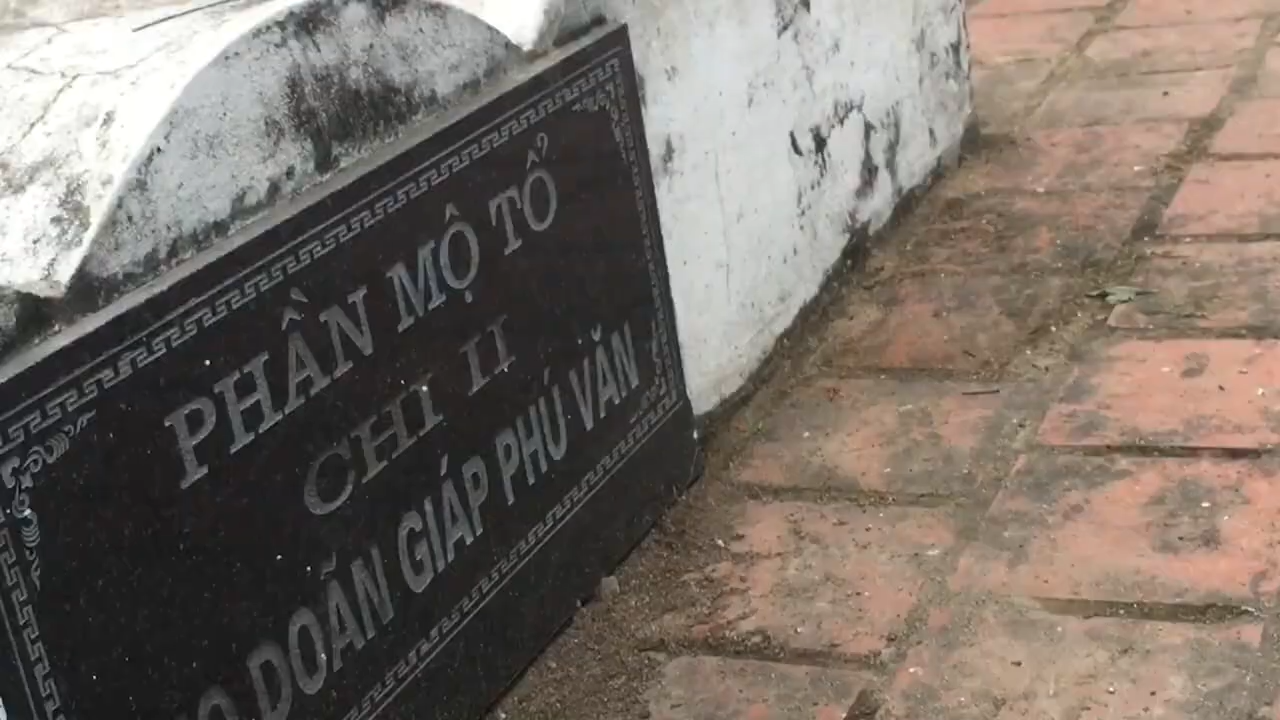 PHẦN MỘ TỔ
CHI II
DOÃN GIÁP PHÚ VĂN